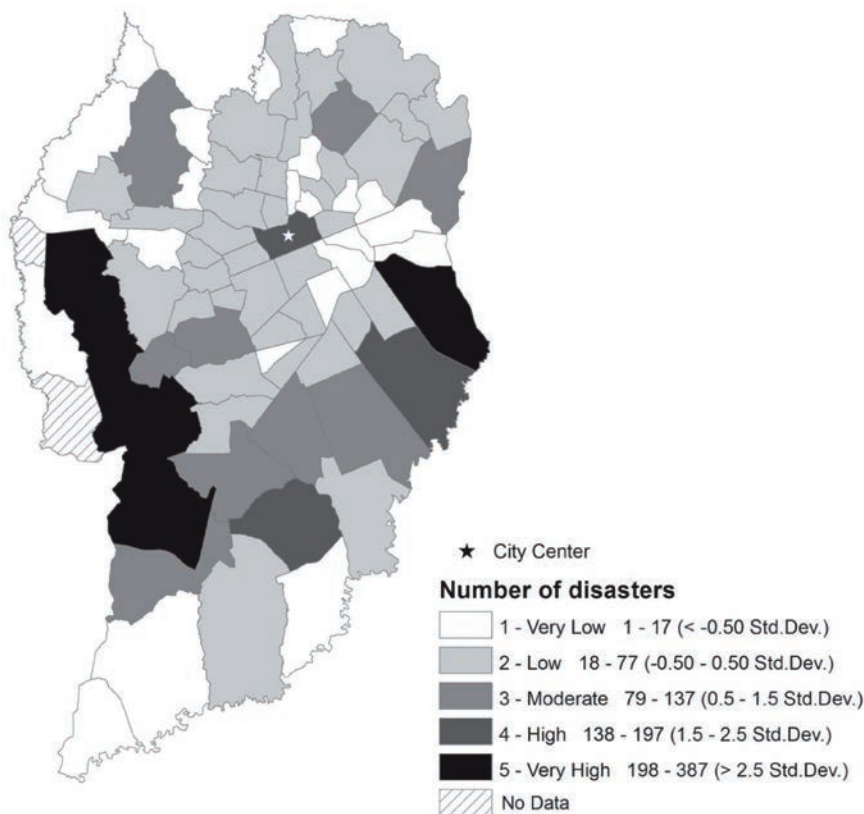 ★ City Center
Number of disasters
1 - Very Low 1 - 17 (< -0.50 Std.Dev.)
2 - Low 18 - 77 (-0.50 - 0.50 Std.Dev.)
3 - Moderate 79 - 137 (0.5 - 1.5 Std.Dev.)
4 - High 138 - 197 (1.5 - 2.5 Std.Dev.)
5 - Very High 198 - 387 (> 2.5 Std.Dev.)
No Data